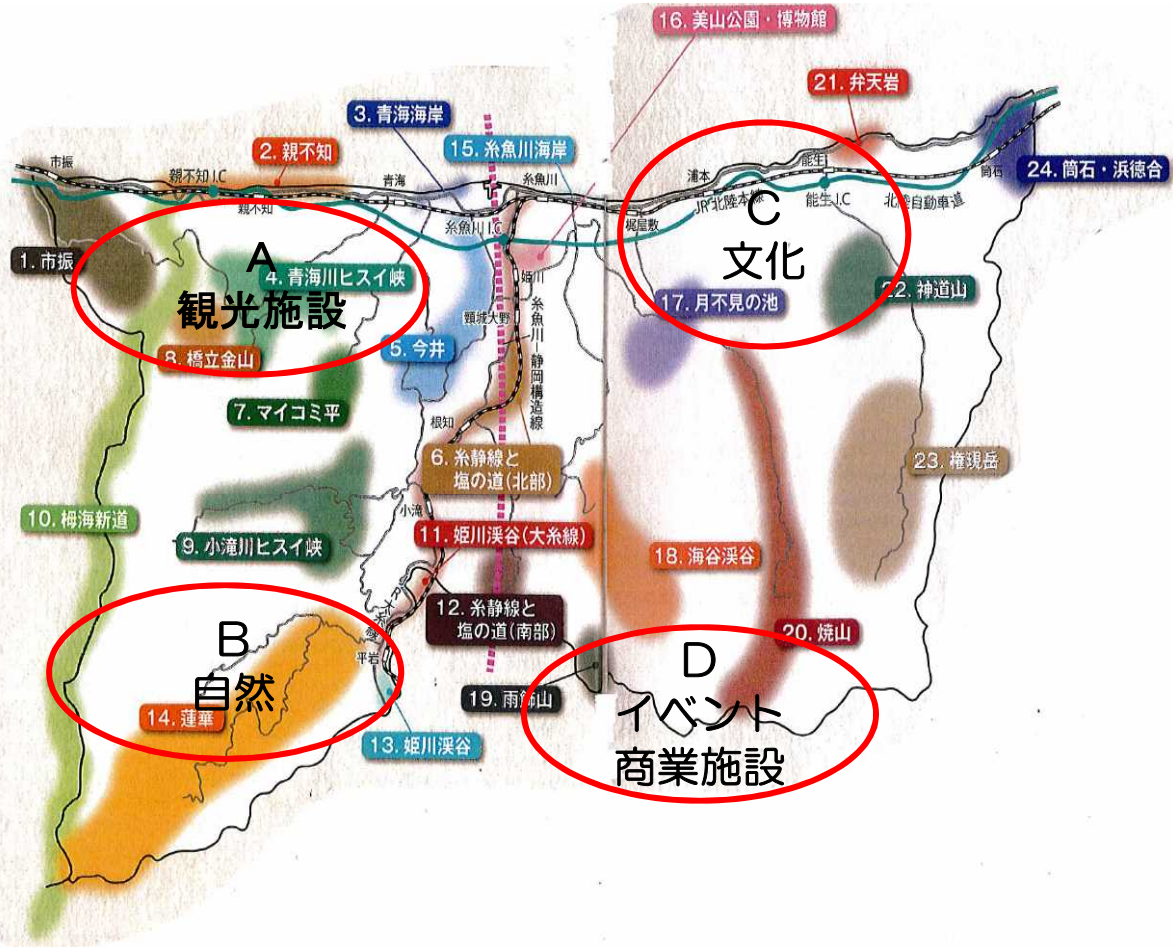 16. 美山公園・博物館
21. 弁天岩
3. 青海海岸
15. 糸魚川海岸
2. 親不知
24. 筒石・浜徳合
市振
親不知I.C
青海
糸魚川
浦本
能生
筒石
親不知
糸魚川I.C
梶屋敷
JR北陸本線
能生I.C
北陸自動車道
1. 市振
A
観光施設
4. 青海川ヒスイ峡
姫川
C
文化
17. 月不見の池
22. 神道山
8. 橋立金山
5. 今井
頸城大野
糸魚川―静岡構造線
7. マイコミ平
根知
6. 糸静線と
塩の道(北部)
23. 権現岳
10. 栂海新道
小滝
9. 小滝川ヒスイ峡
11. 姫川渓谷(大糸線)
18. 海谷渓谷
JR大糸線
12. 糸静線と
塩の道(南部)
20. 焼山
B
自然
平岩
14. 蓮華
13. 姫川渓谷
19. 雨飾山
D
イベント
商業施設